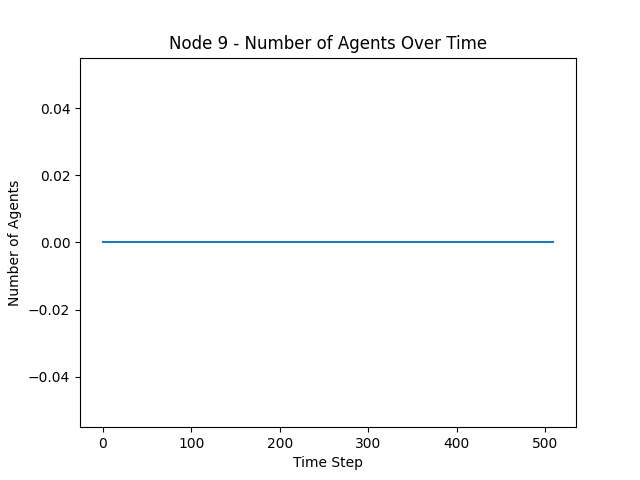 Node 9 - Number of Agents Over Time
Number of Agents
0.04
0.02
0.00
−0.02
−0.04
0 100 200 300 400 500
Time Step